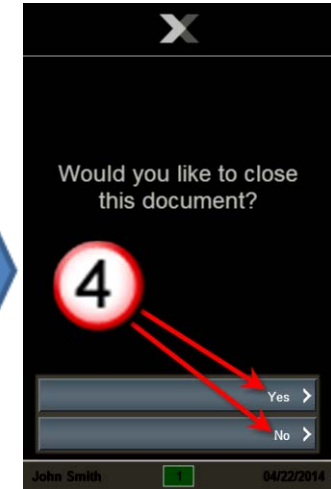 Would you like to close
this document?
4
Yes
No
John Smith 1 04/22/2014